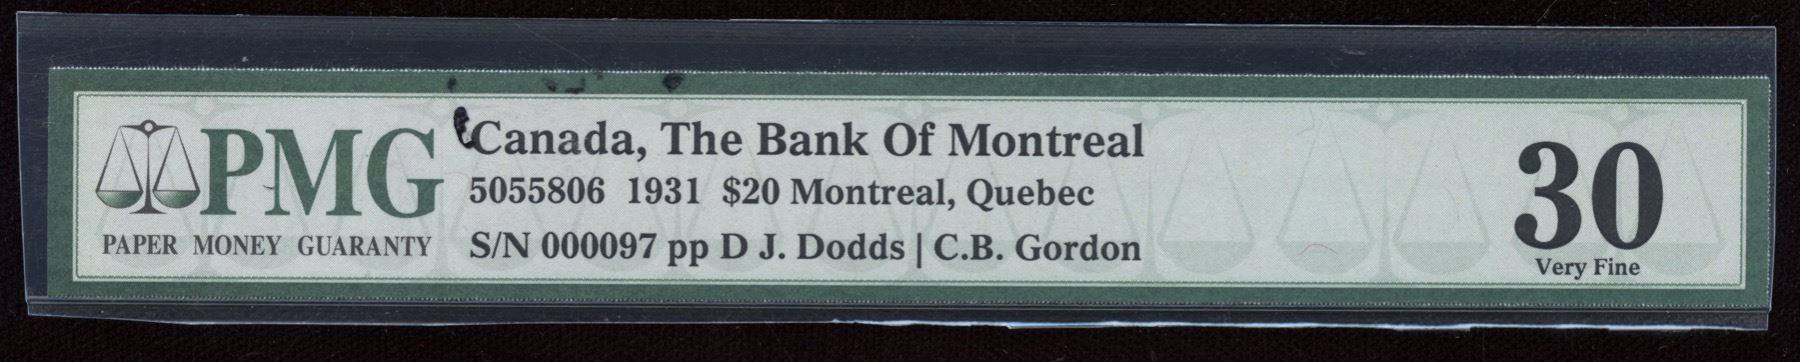 PMG
PAPER MONEY GUARANTY
Canada, The Bank Of Montreal
5055806 1931 $20 Montreal, Quebec
S/N 000097 pp D J. Dodds | C.B. Gordon
30
Very Fine